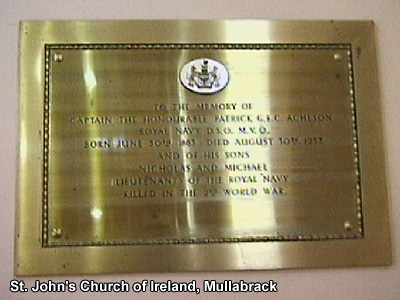 TO THE MEMORY OF
CAPTAIN THE HONOURABLE PATRICK G.E.C. ACHESON
ROYAL NAVY. D.S.O. M.V.O.
BORN JUNE 30TH 1883 - DIED AUGUST 30TH 1957
AND OF HIS SONS
NICHOLAS AND MICHAEL
LIEUTENANTS OF THE ROYAL NAVY
KILLED IN THE 2ND WORLD WAR.
St. John's Church of Ireland, Mullabrack